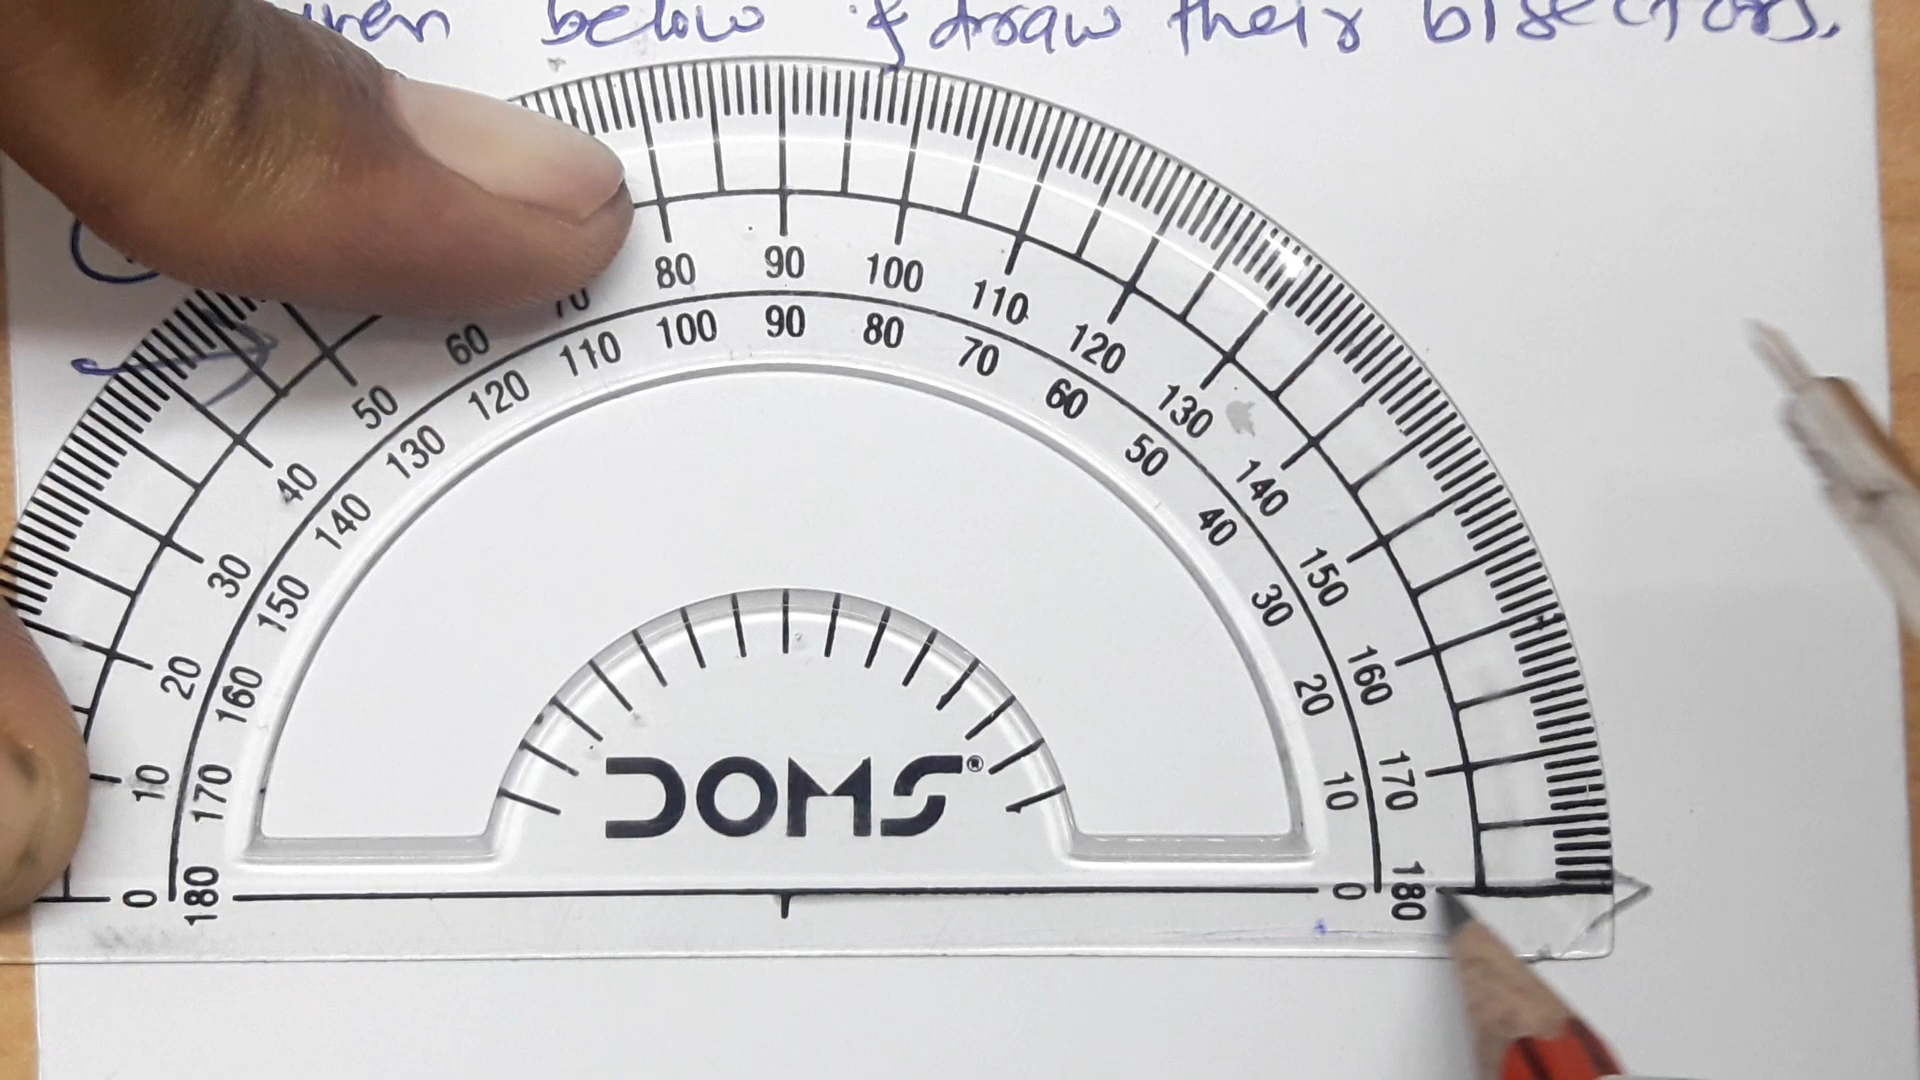 below & draw their bisectors.
80 90 100 110 120 130 140 150 160 170 180
0 10 20 30 40 50 60 70
180 170 160 150 140 130 120 110 100 90 80 70 60 50 40 30 20 10 0
DOMS®